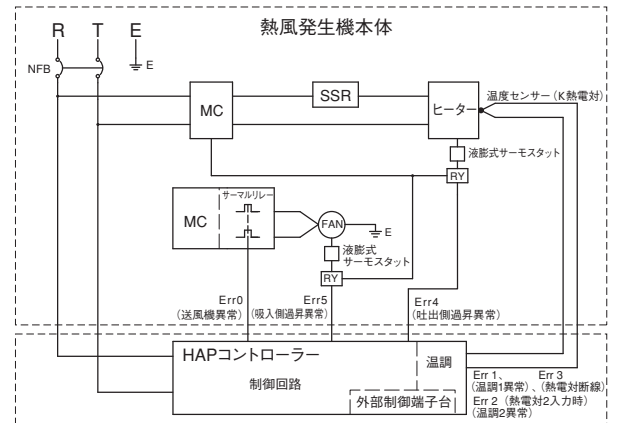 熱風発生機本体
R T E
NFB
E
MC
SSR
ヒーター
温度センサー（K熱電対）
液膨式サーモスタット
RY
サーマルリレー
MC
FAN
E
液膨式
サーモスタット
RY
Err0
（送風機異常）
Err5
（吸入側過昇異常）
Err4
（吐出側過昇異常）
HAPコントローラー
制御回路
温調
外部制御端子台
Err 1、 Err 3
（温調1異常）、（熱電対断線）
Err 2（熱電対2入力時）
（温調2異常）